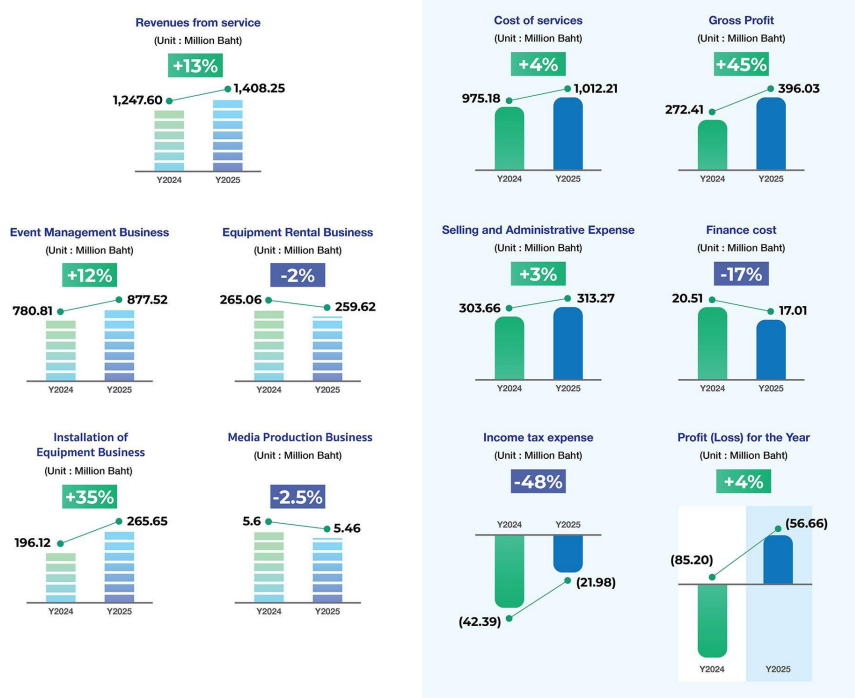 Revenues from service
(Unit : Million Baht)
+13%
1,247.60
1,408.25
Y2024
Y2025
Event Management Business
(Unit : Million Baht)
+12%
780.81
877.52
Y2024
Y2025
Equipment Rental Business
(Unit : Million Baht)
-2%
265.06
259.62
Y2024
Y2025
Installation of
Equipment Business
(Unit : Million Baht)
+35%
196.12
265.65
Y2024
Y2025
Media Production Business
(Unit : Million Baht)
-2.5%
5.6
5.46
Y2024
Y2025
Cost of services
(Unit : Million Baht)
+4%
975.18
1,012.21
Y2024
Y2025
Gross Profit
(Unit : Million Baht)
+45%
272.41
396.03
Y2024
Y2025
Selling and Administrative Expense
(Unit : Million Baht)
+3%
303.66
313.27
Y2024
Y2025
Finance cost
(Unit : Million Baht)
-17%
20.51
17.01
Y2024
Y2025
Income tax expense
(Unit : Million Baht)
-48%
Y2024
Y2025
(42.39)
(21.98)
Profit (Loss) for the Year
(Unit : Million Baht)
+4%
(85.20)
(56.66)
Y2024
Y2025